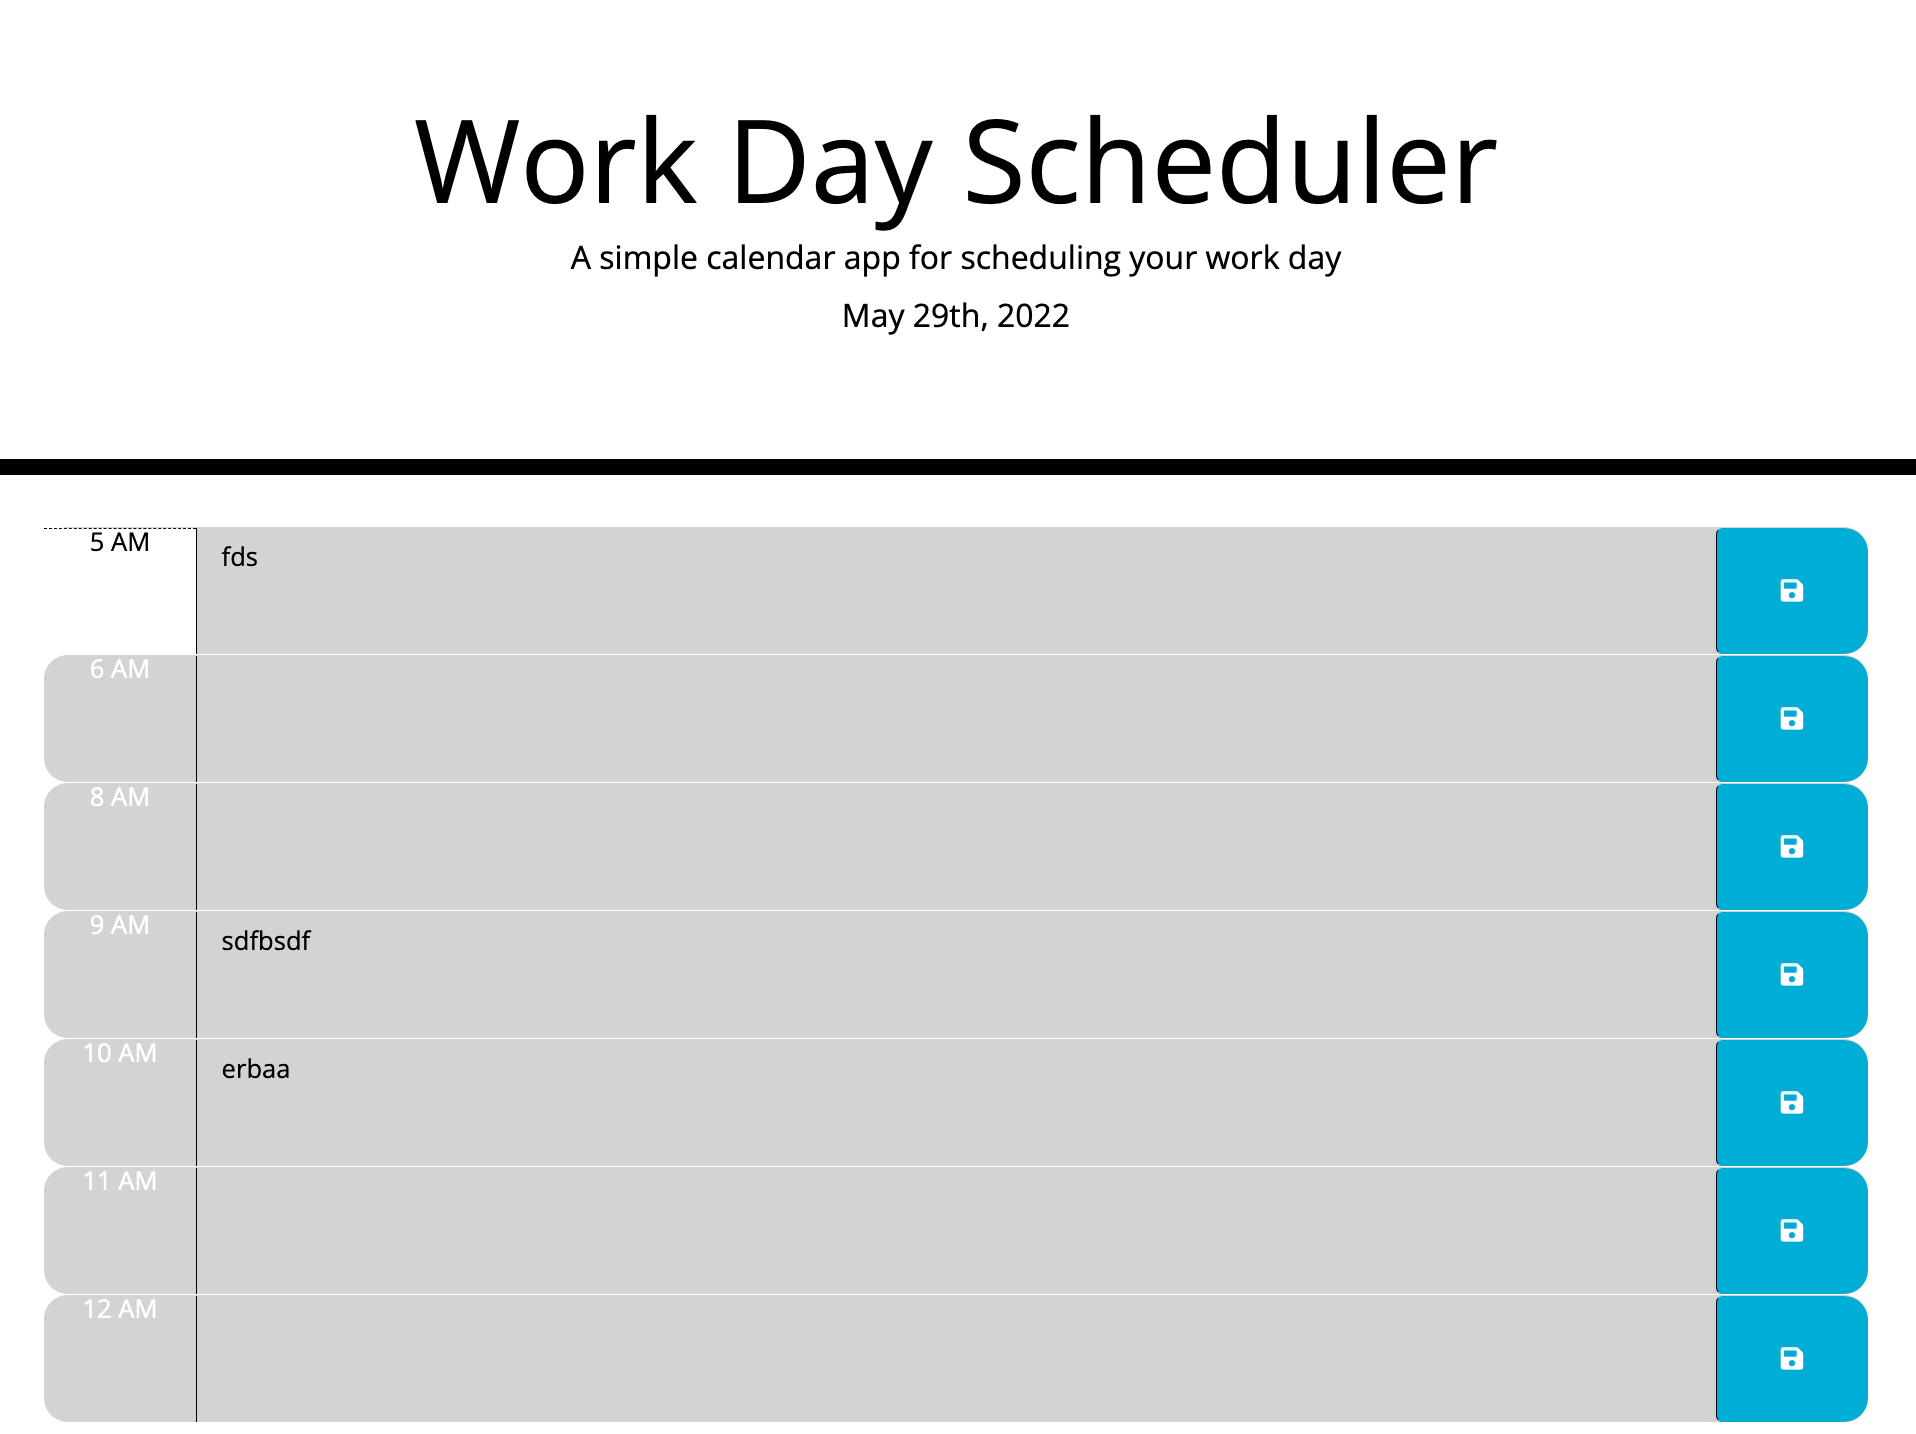 Work Day Scheduler
A simple calendar app for scheduling your work day
May 29th, 2022
5 AM
fds
6 AM
8 AM
9 AM
sdfbsdf
10 AM
erbaa
11 AM
12 AM